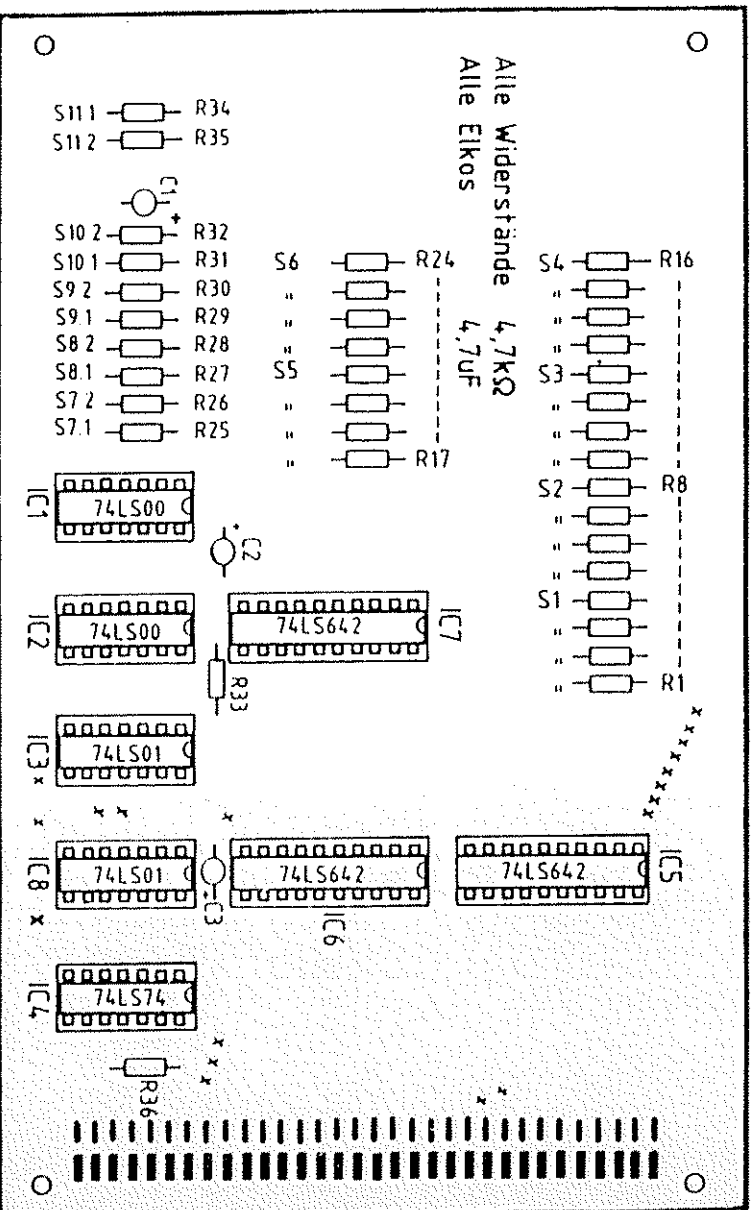 Alle Widerstände 4,7kΩ
Alle Elkos 4,7uF
S11 1 R34
S11 2 R35
C1
+
S10 2 R32
S10 1 R31
S9 2 R30
S9.1 R29
S8 2 R28
S8.1 R27
S7 2 R26
S7.1 R25
S6 R24
"
"
"
S5
"
"
" R17
S4 R16
"
"
"
S3
"
"
"
S2 R8
"
"
"
S1
"
"
" R1
IC1 74LS00
+ C2
IC2 74LS00
74LS642 IC7
R33
IC3 74LS01
x
x x x x
x x x x x x x x x
IC8 74LS01
+ C3
74LS642 IC6
74LS642 IC5
x
IC4 74LS74
x x x
R36
x x